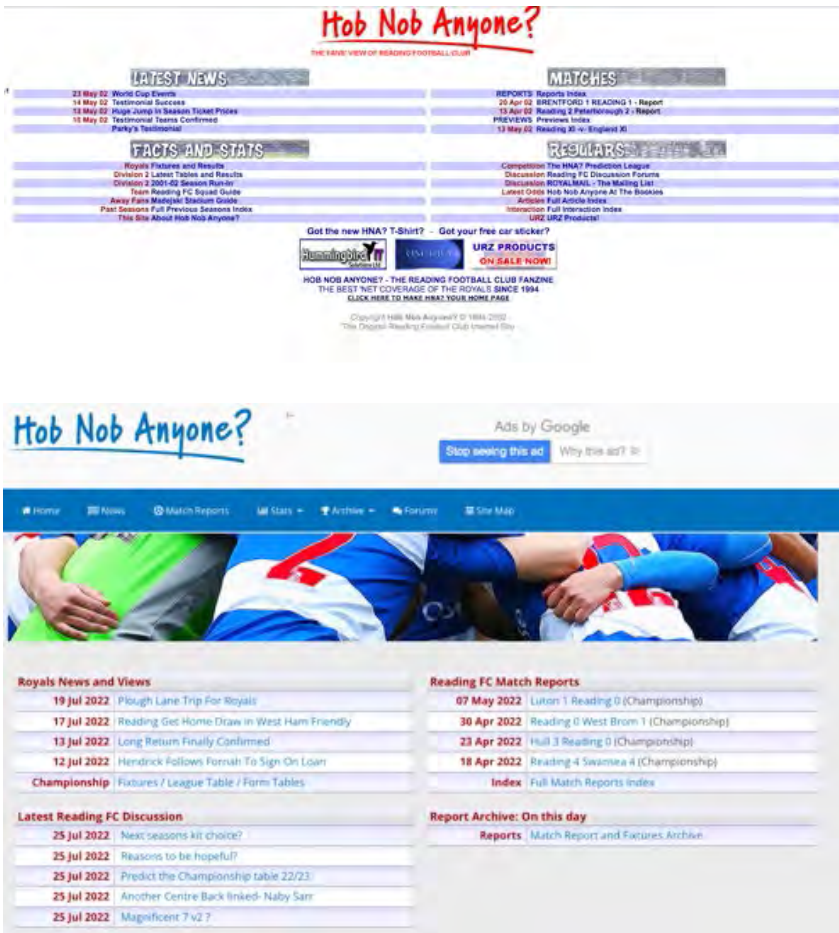 Hob Nob Anyone?
THE FANS' VIEW OF READING FOOTBALL CLUB
LATEST NEWS
23 May 02 World Cup Events
14 May 02 Testimonial Success
13 May 02 Huge Jump In Season Ticket Prices
10 May 02 Testimonial Teams Confirmed
Parky's Testimonial
MATCHES
REPORTS Reports Index
20 Apr 02 BRENTFORD 1 READING 1 - Report
13 Apr 02 Reading 2 Peterborough 2 - Report
PREVIEWS Previews Index
13 May 02 Reading XI -v- England XI
FACTS AND STATS
Royals Fixtures and Results
Division 2 Latest Tables and Results
Division 2 2001-02 Season Run-In
Team Reading FC Squad Guide
Away Fans Madejski Stadium Guide
Past Seasons Full Previous Seasons Index
This Site About Hob Nob Anyone?
REGULARS
Competition The HNA? Prediction League
Discussion Reading FC Discussion Forums
Discussion ROYALMAIL - The Mailing List
Latest Odds Hob Nob Anyone At The Bookies
Articles Full Article Index
Interaction Full Interaction Index
URZ URZ Products!
Got the new HNA? T-Shirt? - Got your free car sticker?
Hummingbird IT
Solutions Ltd
URZ PRODUCTS
ON SALE NOW!
HOB NOB ANYONE? - THE READING FOOTBALL CLUB FANZINE
THE BEST 'NET COVERAGE OF THE ROYALS SINCE 1994
CLICK HERE TO MAKE HNA? YOUR HOME PAGE
Copyright Hob Nob Anyone? © 1994-2002
The Original Reading Football Club Internet Site
Hob Nob Anyone?
Ads by Google
Stop seeing this ad Why this ad?
Home News Match Reports Stats Archive Forums Site Map
Royals News and Views
19 Jul 2022 Plough Lane Trip For Royals
17 Jul 2022 Reading Get Home Draw in West Ham Friendly
13 Jul 2022 Long Return Finally Confirmed
12 Jul 2022 Hendrick Follows Fornah To Sign On Loan
Championship Fixtures / League Table / Form Tables
Reading FC Match Reports
07 May 2022 Luton 1 Reading 0 (Championship)
30 Apr 2022 Reading 0 West Brom 1 (Championship)
23 Apr 2022 Hull 3 Reading 0 (Championship)
18 Apr 2022 Reading 4 Swansea 4 (Championship)
Index Full Match Reports Index
Latest Reading FC Discussion
25 Jul 2022 Next seasons kit choice?
25 Jul 2022 Reasons to be hopeful?
25 Jul 2022 Predict the Championship table 22/23
25 Jul 2022 Another Centre Back linked- Naby Sarr
25 Jul 2022 Magnificent 7 v2 ?
Report Archive: On this day
Reports Match Report and Fixtures Archive